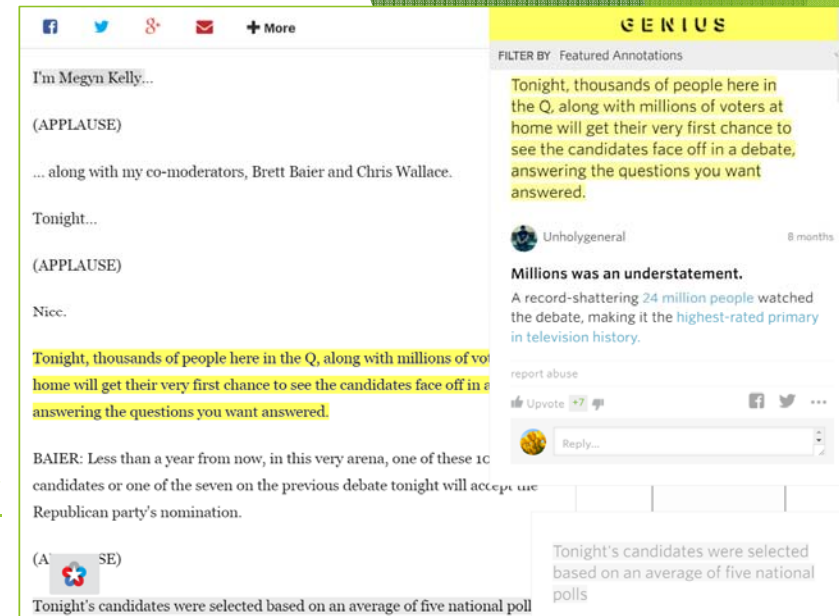 More
I'm Megyn Kelly...
(APPLAUSE)
... along with my co-moderators, Brett Baier and Chris Wallace.
Tonight...
(APPLAUSE)
Nice.
Tonight, thousands of people here in the Q, along with millions of vot
home will get their very first chance to see the candidates face off in a
answering the questions you want answered.
BAIER: Less than a year from now, in this very arena, one of these 10
candidates or one of the seven on the previous debate tonight will accept the
Republican party's nomination.
(A SE)
Tonight's candidates were selected based on an average of five national poll
GENIUS
FILTER BY Featured Annotations
Tonight, thousands of people here in
the Q, along with millions of voters at
home will get their very first chance to
see the candidates face off in a debate,
answering the questions you want
answered.
Unholygeneral 8 months
Millions was an understatement.
A record-shattering 24 million people watched
the debate, making it the highest-rated primary
in television history.
report abuse
Upvote +7
Reply...
Tonight's candidates were selected
based on an average of five national
polls